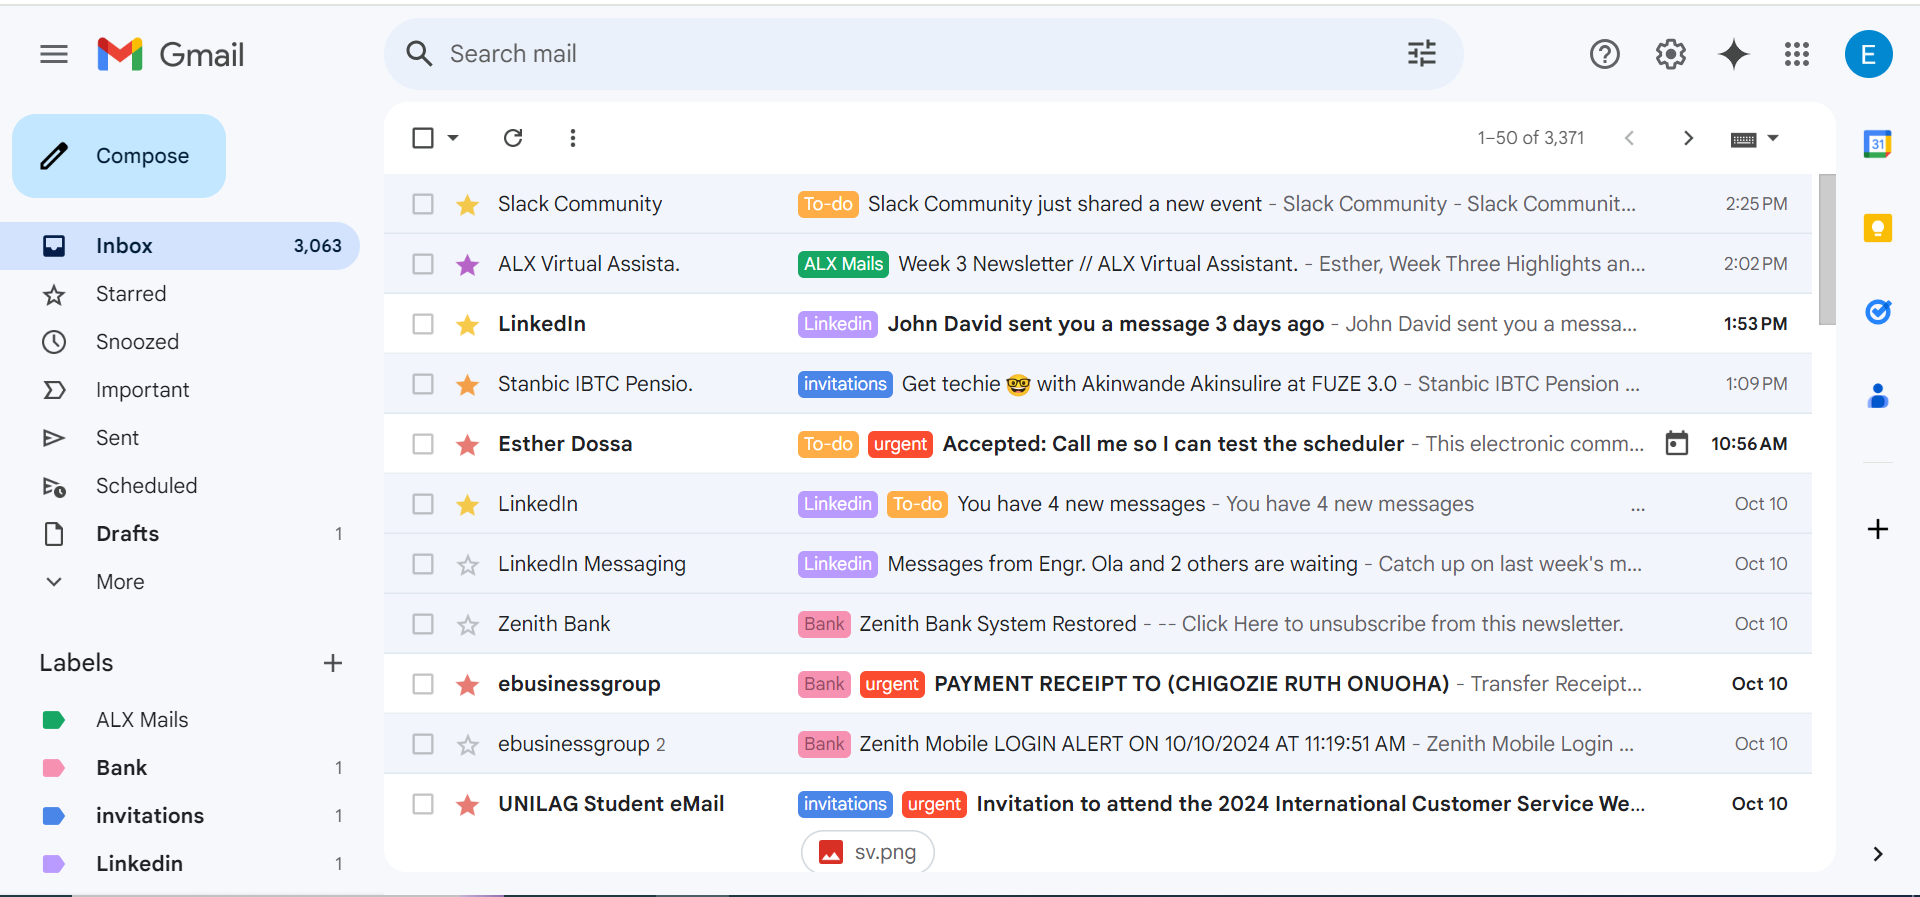 Gmail
Search mail
E
Compose
1–50 of 3,371
31
Inbox 3,063
Starred
Snoozed
Important
Sent
Scheduled
Drafts 1
More
Labels
ALX Mails
Bank 1
invitations 1
Linkedin 1
Slack Community To-do Slack Community just shared a new event - Slack Community - Slack Communit... 2:25 PM
ALX Virtual Assista. ALX Mails Week 3 Newsletter // ALX Virtual Assistant. - Esther, Week Three Highlights an... 2:02 PM
LinkedIn Linkedin John David sent you a message 3 days ago - John David sent you a messa... 1:53 PM
Stanbic IBTC Pensio. invitations Get techie 🤓 with Akinwande Akinsulire at FUZE 3.0 - Stanbic IBTC Pension ... 1:09 PM
Esther Dossa To-do urgent Accepted: Call me so I can test the scheduler - This electronic comm... 10:56 AM
LinkedIn Linkedin To-do You have 4 new messages - You have 4 new messages ... Oct 10
LinkedIn Messaging Linkedin Messages from Engr. Ola and 2 others are waiting - Catch up on last week's m... Oct 10
Zenith Bank Bank Zenith Bank System Restored - -- Click Here to unsubscribe from this newsletter. Oct 10
ebusinessgroup Bank urgent PAYMENT RECEIPT TO (CHIGOZIE RUTH ONUOHA) - Transfer Receipt... Oct 10
ebusinessgroup 2 Bank Zenith Mobile LOGIN ALERT ON 10/10/2024 AT 11:19:51 AM - Zenith Mobile Login ... Oct 10
UNILAG Student eMail invitations urgent Invitation to attend the 2024 International Customer Service We... Oct 10
sv.png